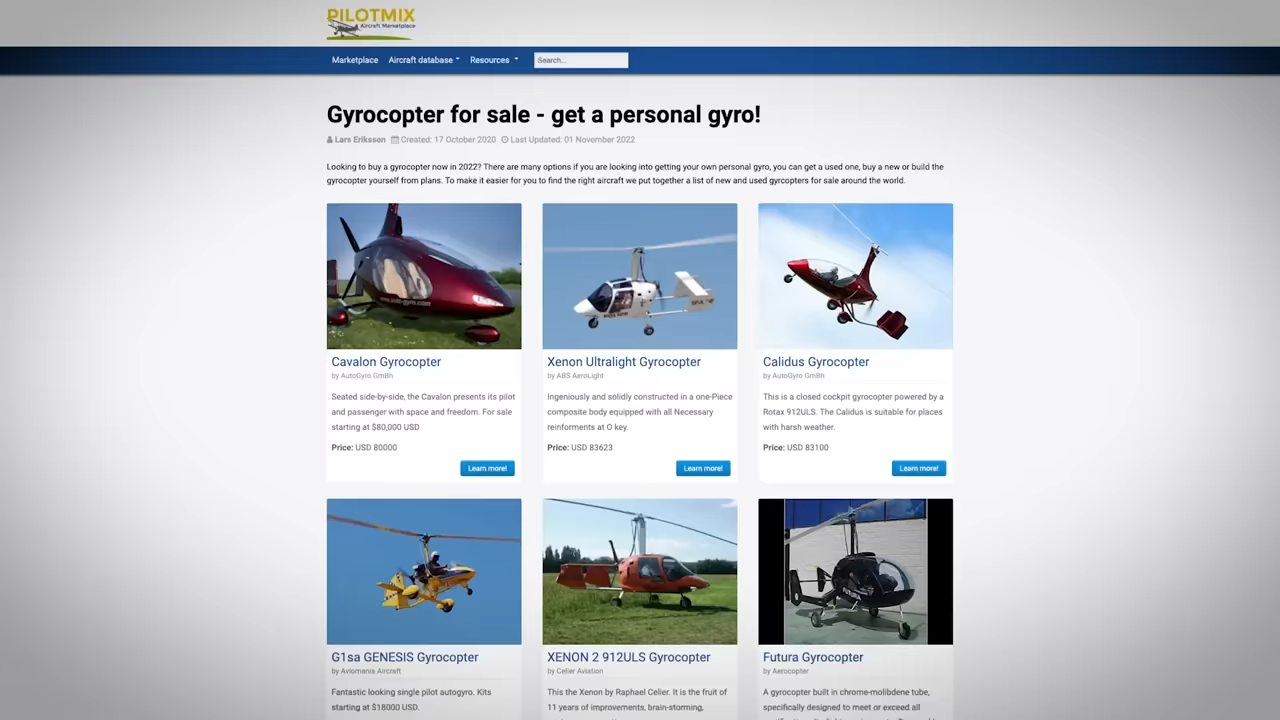 PILOTMIX
Aircraft Marketplace
Marketplace Aircraft database Resources Search...
Gyrocopter for sale - get a personal gyro!
Lars Eriksson Created: 17 October 2020 Last Updated: 01 November 2022
Looking to buy a gyrocopter now in 2022? There are many options if you are looking into getting your own personal gyro, you can get a used one, buy a new or build the
gyrocopter yourself from plans. To make it easier for you to find the right aircraft we put together a list of new and used gyrcopters for sale around the world.
Cavalon Gyrocopter
by AutoGyro GmBh
Seated side-by-side, the Cavalon presents its pilot
and passenger with space and freedom. For sale
starting at $80,000 USD
Price: USD 80000
Learn more!
Xenon Ultralight Gyrocopter
by ABS AeroLight
Ingeniously and solidly constructed in a one-Piece
composite body equipped with all Necessary
reinforments at O key.
Price: USD 83623
Learn more!
Calidus Gyrocopter
by AutoGyro GmBh
This is a closed cockpit gyrocopter powered by a
Rotax 912ULS. The Calidus is suitable for places
with harsh weather.
Price: USD 83100
Learn more!
G1sa GENESIS Gyrocopter
by Aviomania Aircraft
Fantastic looking single pilot autogyro. Kits
starting at $18000 USD.
XENON 2 912ULS Gyrocopter
by Celier Aviation
This the Xenon by Raphael Celier. It is the fruit of
11 years of improvements, brain-storming,
FUTURA
Futura Gyrocopter
by Aerocopter
A gyrocopter built in chrome-molibdene tube,
specifically designed to meet or exceed all